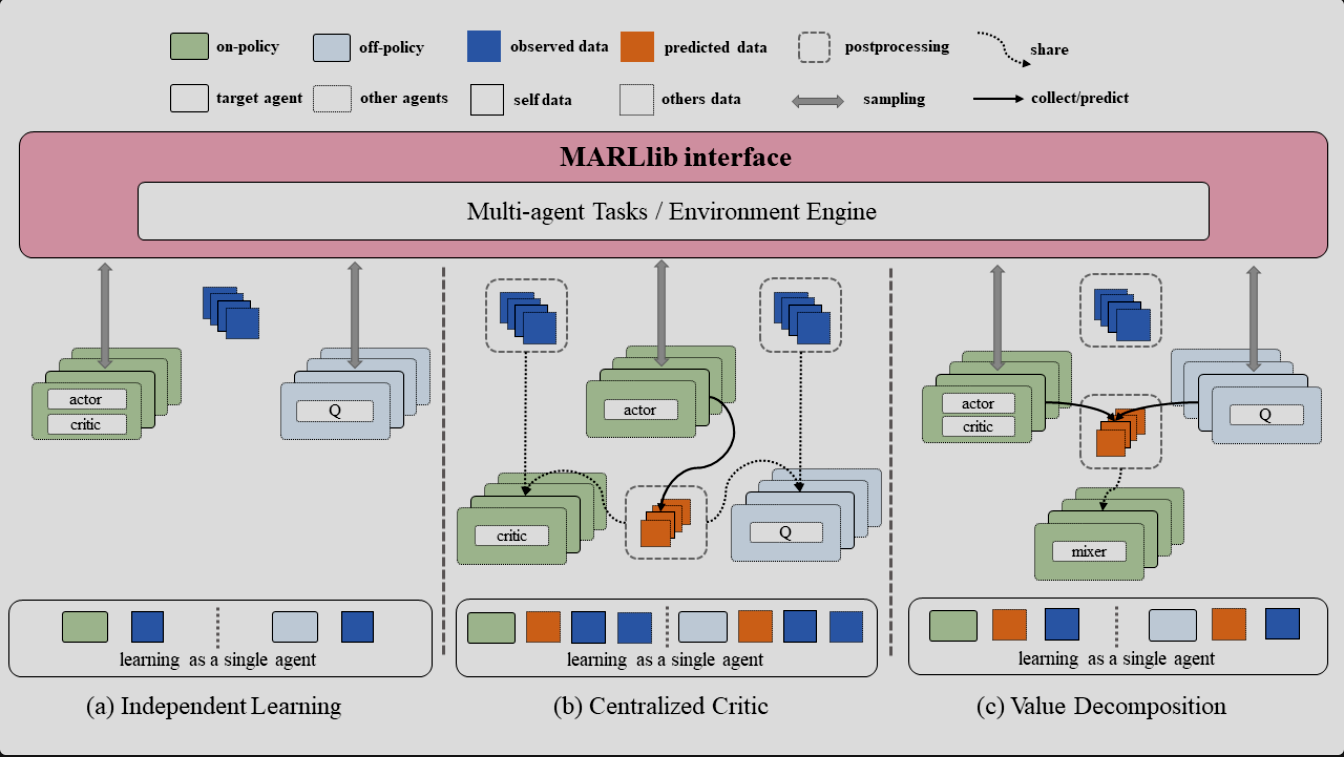 on-policy
off-policy
observed data
predicted data
postprocessing
share
target agent
other agents
self data
others data
sampling
collect/predict
MARLlib interface
Multi-agent Tasks / Environment Engine
actor
critic
Q
actor
critic
Q
actor
critic
Q
mixer
learning as a single agent
learning as a single agent
learning as a single agent
(a) Independent Learning
(b) Centralized Critic
(c) Value Decomposition